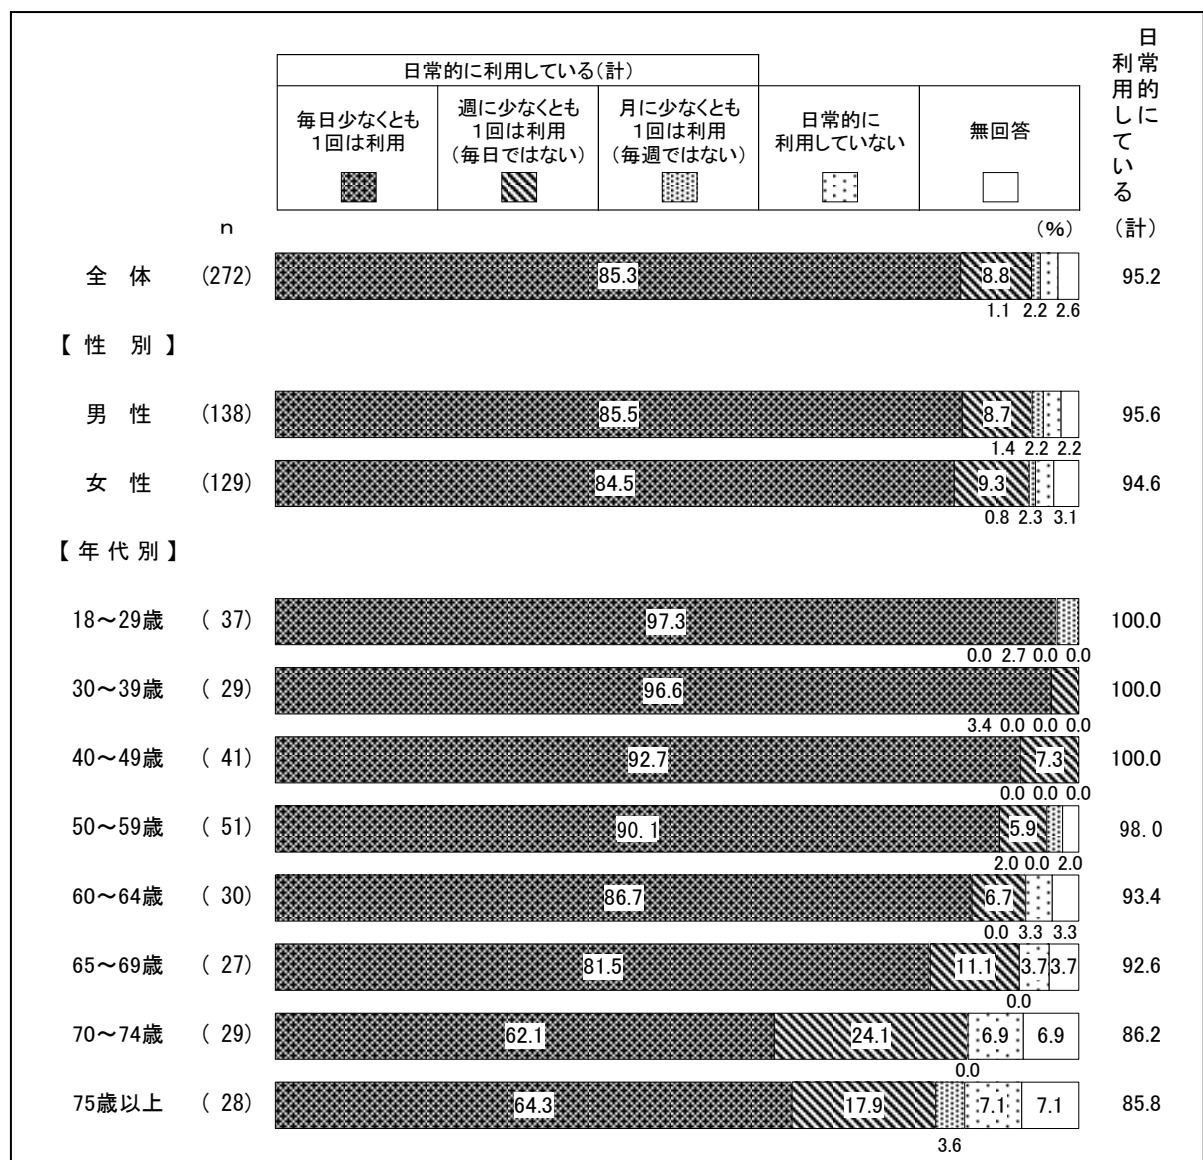 日常的に利用している(計)
毎日少なくとも
1回は利用
週に少なくとも
1回は利用
(毎日ではない)
月に少なくとも
1回は利用
(毎週ではない)
日常的に
利用していない
無回答
日常的に
利用している
(計)
n
(%)
全 体 (272) 85.3 8.8 95.2
1.1 2.2 2.6
【 性 別 】
男 性 (138) 85.5 8.7 95.6
1.4 2.2 2.2
女 性 (129) 84.5 9.3 94.6
0.8 2.3 3.1
【 年 代 別 】
18～29歳 ( 37) 97.3 100.0
0.0 2.7 0.0 0.0
30～39歳 ( 29) 96.6 100.0
3.4 0.0 0.0 0.0
40～49歳 ( 41) 92.7 7.3 100.0
0.0 0.0 0.0
50～59歳 ( 51) 90.1 5.9 98.0
2.0 0.0 2.0
60～64歳 ( 30) 86.7 6.7 93.4
0.0 3.3 3.3
65～69歳 ( 27) 81.5 11.1 3.7 3.7 92.6
0.0
70～74歳 ( 29) 62.1 24.1 6.9 6.9 86.2
0.0
75歳以上 ( 28) 64.3 17.9 7.1 7.1 85.8
3.6